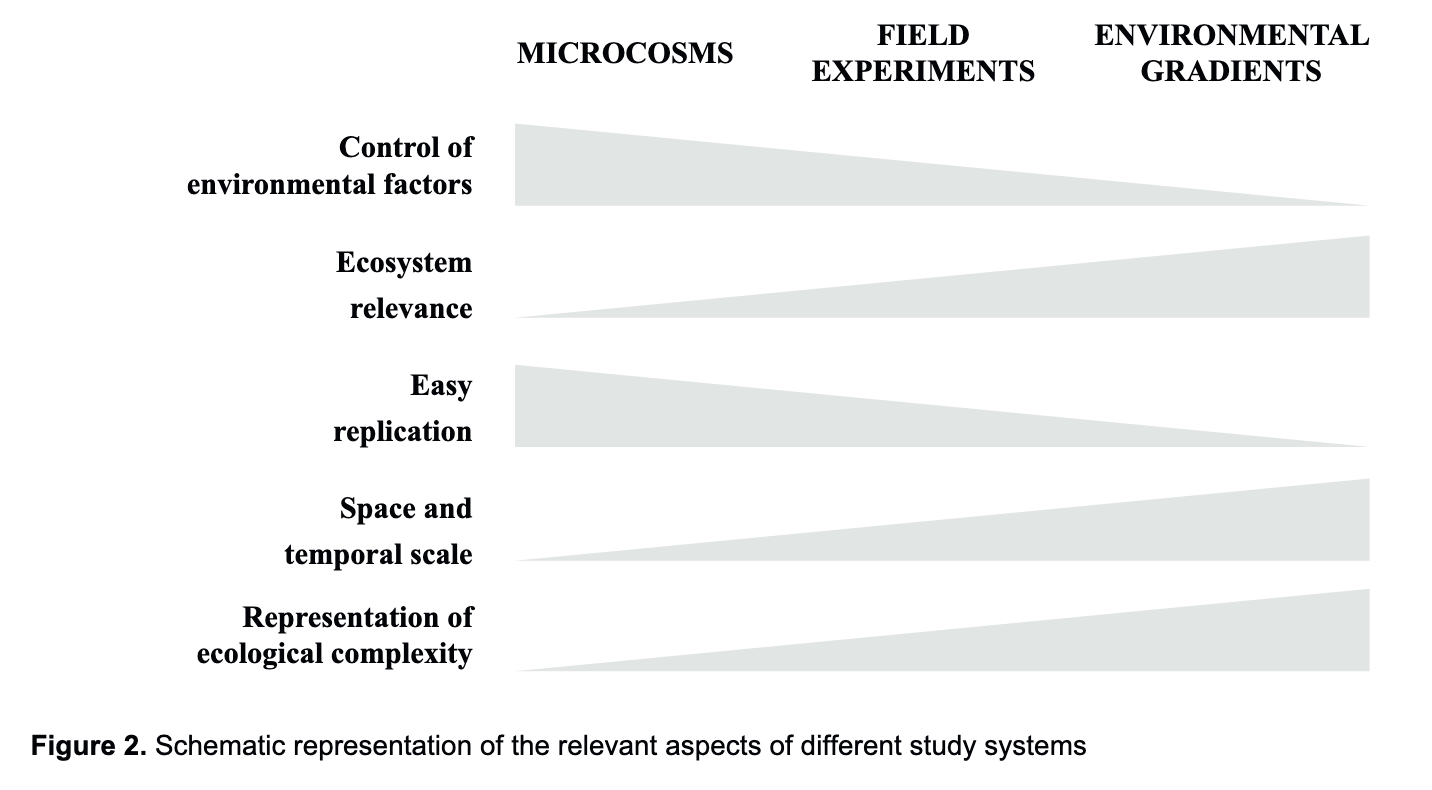 MICROCOSMS
FIELD
EXPERIMENTS
ENVIRONMENTAL
GRADIENTS
Control of
environmental factors
Ecosystem
relevance
Easy
replication
Space and
temporal scale
Representation of
ecological complexity
Figure 2. Schematic representation of the relevant aspects of different study systems